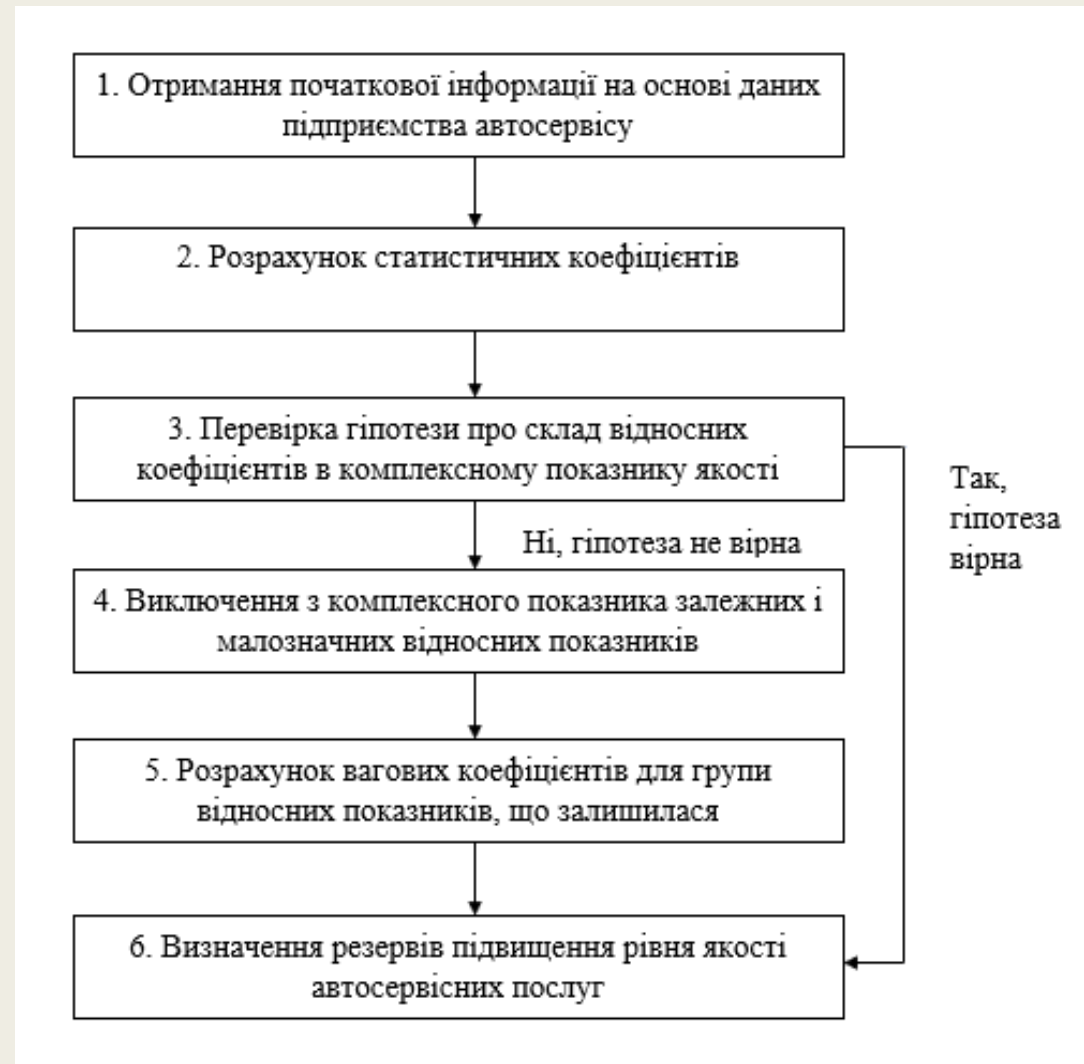 1. Отримання початкової інформації на основі даних
підприємства автосервісу
2. Розрахунок статистичних коефіцієнтів
3. Перевірка гіпотези про склад відносних
коефіцієнтів в комплексному показнику якості
Так,
гіпотеза
вірна
Ні, гіпотеза не вірна
4. Виключення з комплексного показника залежних і
малозначних відносних показників
5. Розрахунок вагових коефіцієнтів для групи
відносних показників, що залишилася
6. Визначення резервів підвищення рівня якості
автосервісних послуг